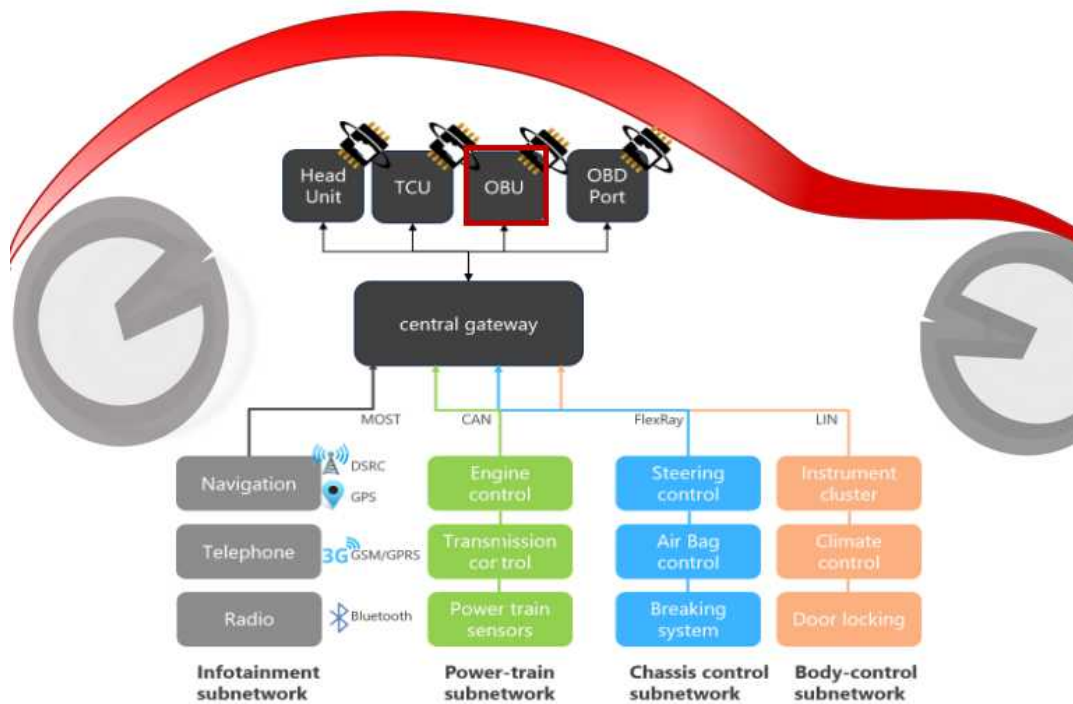 Head
Unit
TCU
OBU
OBD
Port
central gateway
MOST
CAN
FlexRay
LIN
Navigation
DSRC
GPS
Engine
control
Steering
control
Instrument
cluster
Telephone
3G
GSM/GPRS
Transmission
control
Air Bag
control
Climate
control
Radio
Bluetooth
Power train
sensors
Breaking
system
Door locking
Infotainment
subnetwork
Power-train
subnetwork
Chassis control
subnetwork
Body-control
subnetwork